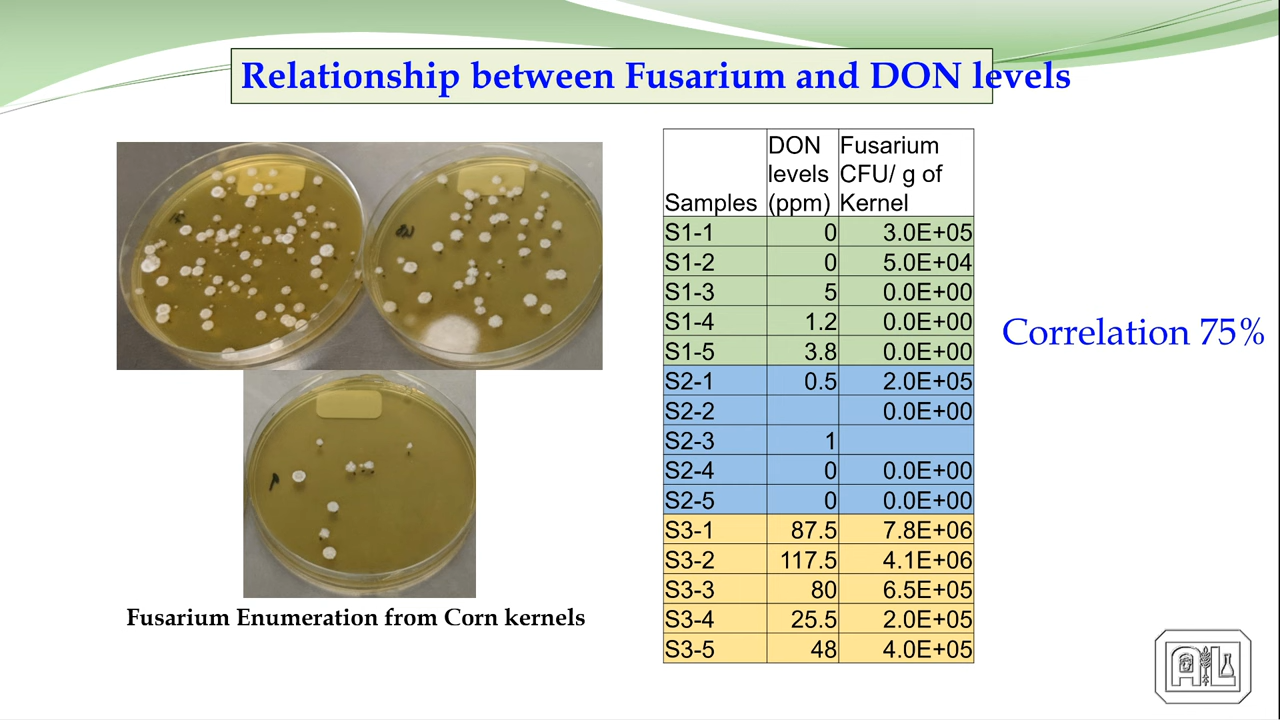 Relationship between Fusarium and DON levels
Samples DON levels (ppm) Fusarium CFU/ g of Kernel
S1-1 0 3.0E+05
S1-2 0 5.0E+04
S1-3 5 0.0E+00
S1-4 1.2 0.0E+00
S1-5 3.8 0.0E+00
S2-1 0.5 2.0E+05
S2-2 0.0E+00
S2-3 1
S2-4 0 0.0E+00
S2-5 0 0.0E+00
S3-1 87.5 7.8E+06
S3-2 117.5 4.1E+06
S3-3 80 6.5E+05
S3-4 25.5 2.0E+05
S3-5 48 4.0E+05
Correlation 75%
Fusarium Enumeration from Corn kernels